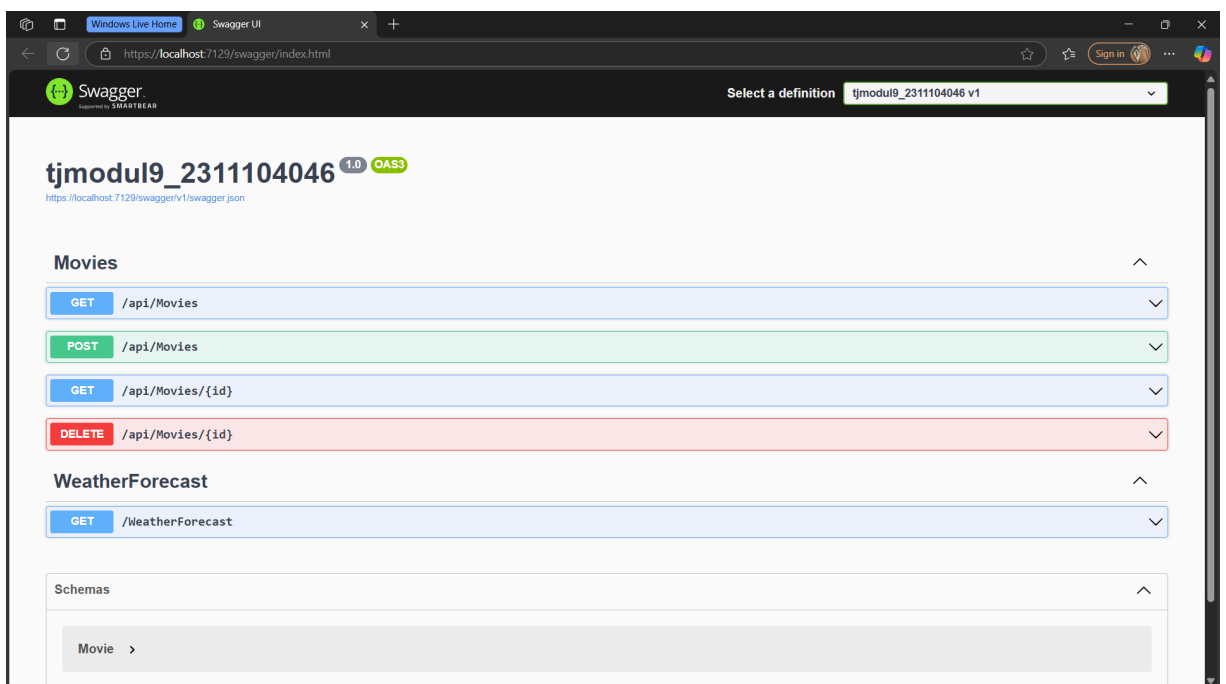 Windows Live Home
Swagger UI
https://localhost:7129/swagger/index.html
Sign in
Swagger.
Supported by SMARTBEAR
Select a definition
tjmodul9_2311104046 v1
tjmodul9_2311104046 1.0 OAS3
https://localhost:7129/swagger/v1/swagger.json
Movies
GET /api/Movies
POST /api/Movies
GET /api/Movies/{id}
DELETE /api/Movies/{id}
WeatherForecast
GET /WeatherForecast
Schemas
Movie